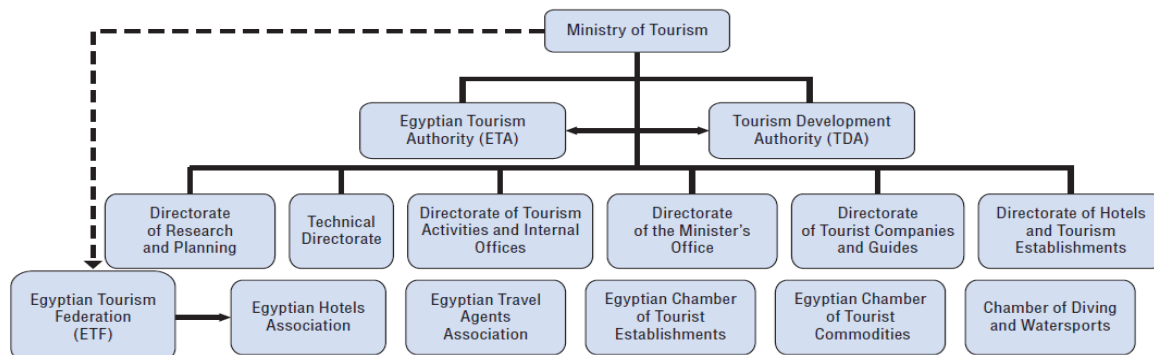 Ministry of Tourism
Egyptian Tourism
Authority (ETA)
Tourism Development
Authority (TDA)
Directorate
of Research
and Planning
Technical
Directorate
Directorate of Tourism
Activities and Internal
Offices
Directorate
of the Minister's
Office
Directorate
of Tourist Companies
and Guides
Directorate of Hotels
and Tourism
Establishments
Egyptian Tourism
Federation
(ETF)
Egyptian Hotels
Association
Egyptian Travel
Agents
Association
Egyptian Chamber
of Tourist
Establishments
Egyptian Chamber
of Tourist
Commodities
Chamber of Diving
and Watersports